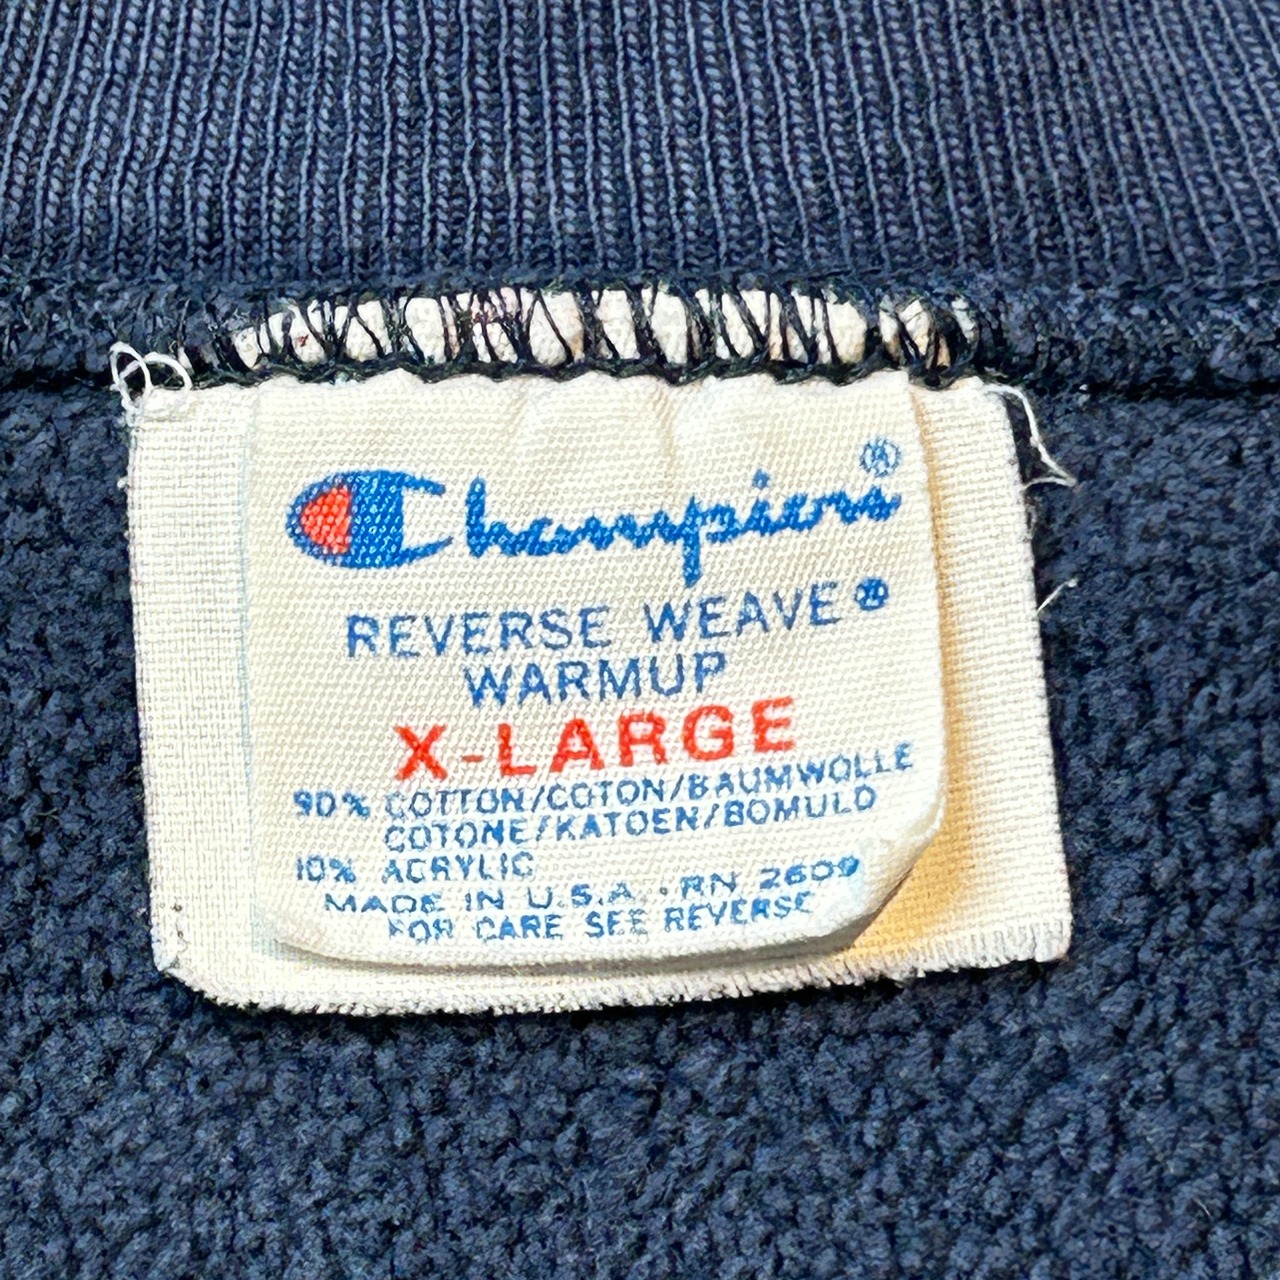 Champion®
REVERSE WEAVE®
WARMUP
X-LARGE
90% COTTON/COTON/BAUMWOLLE
COTONE/KATOEN/BOMULD
10% ACRYLIC
MADE IN U.S.A. · RN 2609
FOR CARE SEE REVERSE